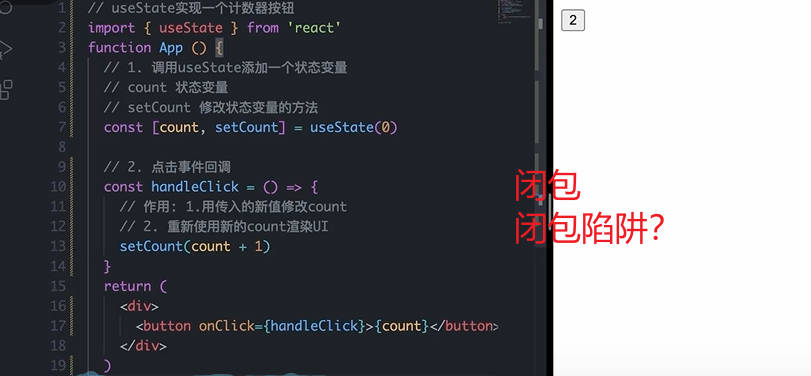 1 // useState实现一个计数器按钮
2 import { useState } from 'react'
3 function App () {
4 // 1. 调用useState添加一个状态变量
5 // count 状态变量
6 // setCount 修改状态变量的方法
7 const [count, setCount] = useState(0)
8
9 // 2. 点击事件回调
10 const handleClick = () => {
11 // 作用: 1.用传入的新值修改count
12 // 2. 重新使用新的count渲染UI
13 setCount(count + 1)
14 }
15 return (
16 <div>
17 <button onClick={handleClick}>{count}</button>
18 </div>
19 )
2
闭包
闭包陷阱?